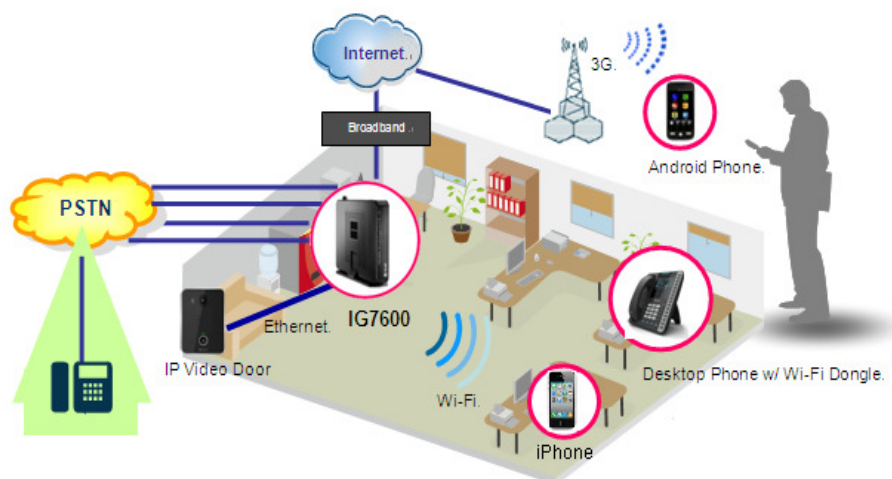 Internet.
3G.
Broadband.
Android Phone.
PSTN
Ethernet.
IG7600
IP Video Door
Wi-Fi.
Desktop Phone w/ Wi-Fi Dongle.
iPhone